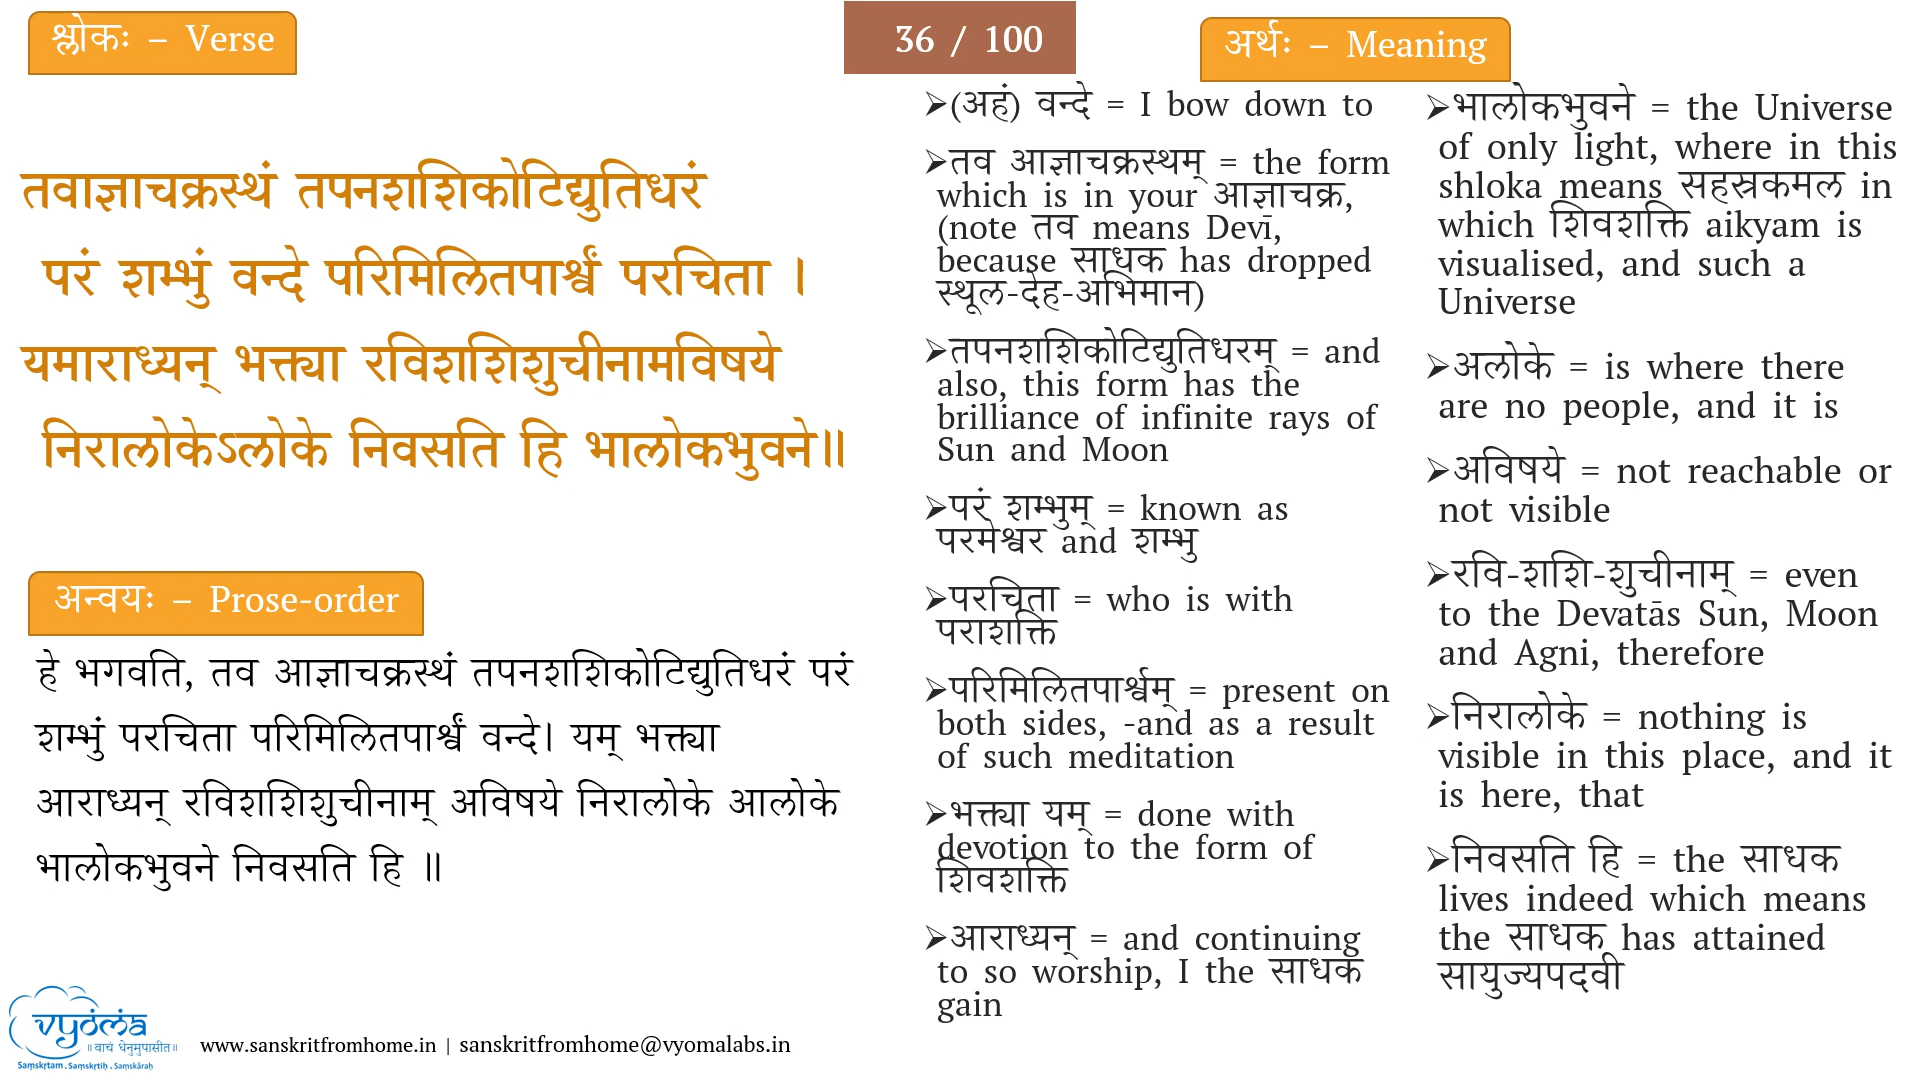 श्लोकः – Verse
तवाज्ञाचक्रस्थं तपनशशिकोटिद्युतिधरं
परं शम्भुं वन्दे परिमिलितपार्श्वं परचिता ।
यमाराध्यन् भक्त्या रविशशिशुचीनामविषये
निरालोकेऽलोके निवसति हि भालोकभुवने॥
अन्वयः – Prose-order
हे भगवति, तव आज्ञाचक्रस्थं तपनशशिकोटिद्युतिधरं परं
शम्भुं परचिता परिमिलितपार्श्वं वन्दे। यम् भक्त्या
आराध्यन् रविशशिशुचीनाम् अविषये निरालोके आलोके
भालोकभुवने निवसति हि ॥
36 / 100
अर्थः – Meaning
➢(अहं) वन्दे = I bow down to
➢तव आज्ञाचक्रस्थम् = the form
which is in your आज्ञाचक्र,
(note तव means Devī,
because साधक has dropped
स्थूल-देह-अभिमान)
➢तपनशशिकोटिद्युतिधरम् = and
also, this form has the
brilliance of infinite rays of
Sun and Moon
➢परं शम्भुम् = known as
परमेश्वर and शम्भु
➢परचिता = who is with
पराशक्ति
➢परिमिलितपार्श्वम् = present on
both sides, -and as a result
of such meditation
➢भक्त्या यम् = done with
devotion to the form of
शिवशक्ति
➢आराध्यन् = and continuing
to so worship, I the साधक
gain
➢भालोकभुवने = the Universe
of only light, where in this
shloka means सहस्रकमल in
which शिवशक्ति aikyam is
visualised, and such a
Universe
➢अलोके = is where there
are no people, and it is
➢अविषये = not reachable or
not visible
➢रवि-शशि-शुचीनाम् = even
to the Devatās Sun, Moon
and Agni, therefore
➢निरालोके = nothing is
visible in this place, and it
is here, that
➢निवसति हि = the साधक
lives indeed which means
the साधक has attained
सायुज्यपदवी
vyoma
॥वाचं धेनुमुपासीत॥
Saṃskṛtam . Saṃskṛtiḥ . Saṃskāraḥ
www.sanskritfromhome.in | sanskritfromhome@vyomalabs.in